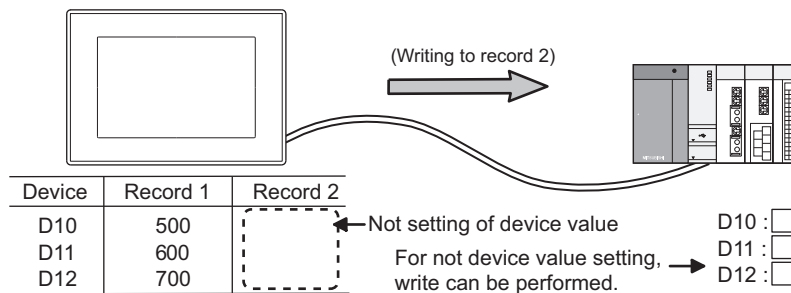 (Writing to record 2)
Device Record 1 Record 2
D10 500
D11 600
D12 700
Not setting of device value
For not device value setting,
write can be performed.
D10 :
D11 :
D12 :